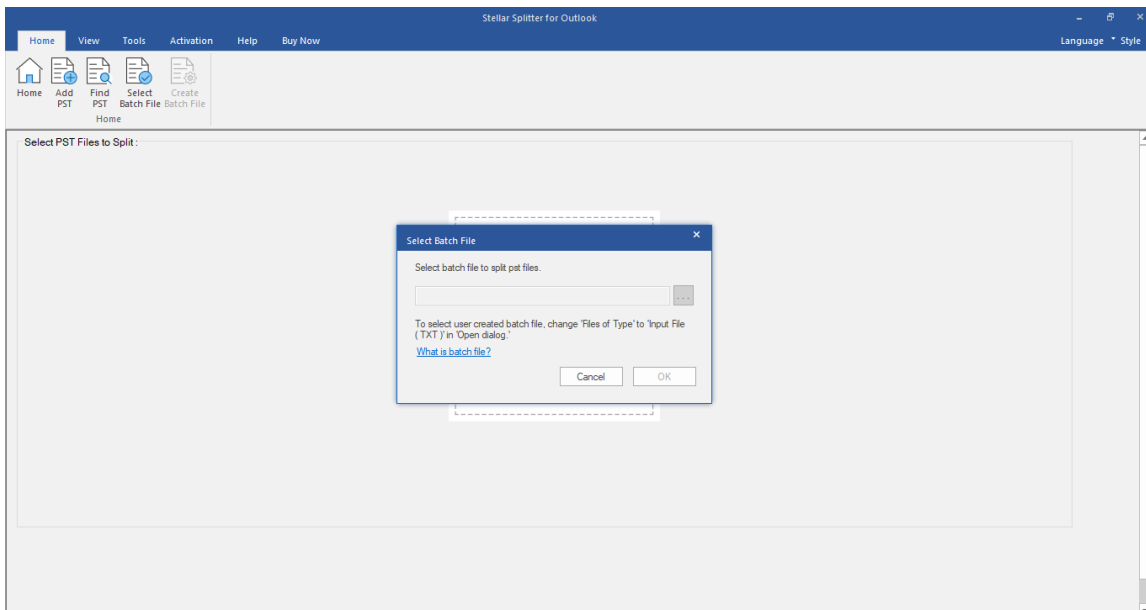 Stellar Splitter for Outlook
Home View Tools Activation Help Buy Now Language Style
Home Add PST Find PST Select Batch File Create Batch File
Home
Select PST Files to Split :
Select Batch File
Select batch file to split pst files.
...
To select user created batch file, change 'Files of Type' to 'Input File
( TXT )' in 'Open dialog.'
What is batch file?
Cancel OK